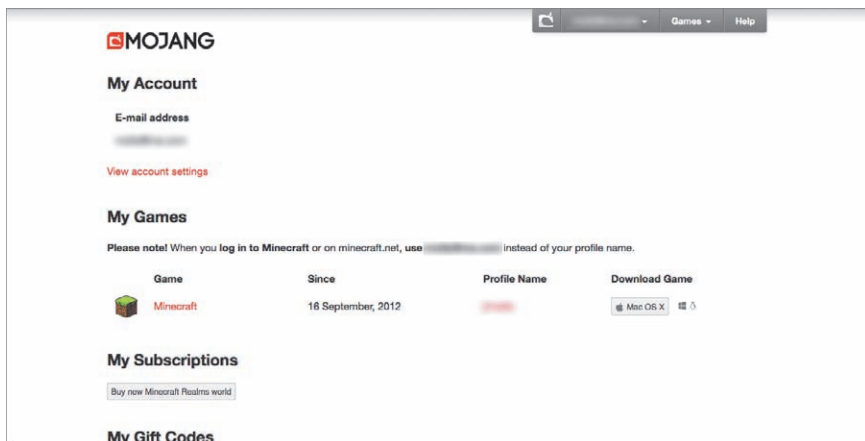 Games Help
MOJANG
My Account
E-mail address
View account settings
My Games
Please note! When you log in to Minecraft or on minecraft.net, use instead of your profile name.
Game Since Profile Name Download Game
Minecraft 16 September, 2012 Mac OS X
My Subscriptions
Buy new Minecraft Realms world
My Gift Codes